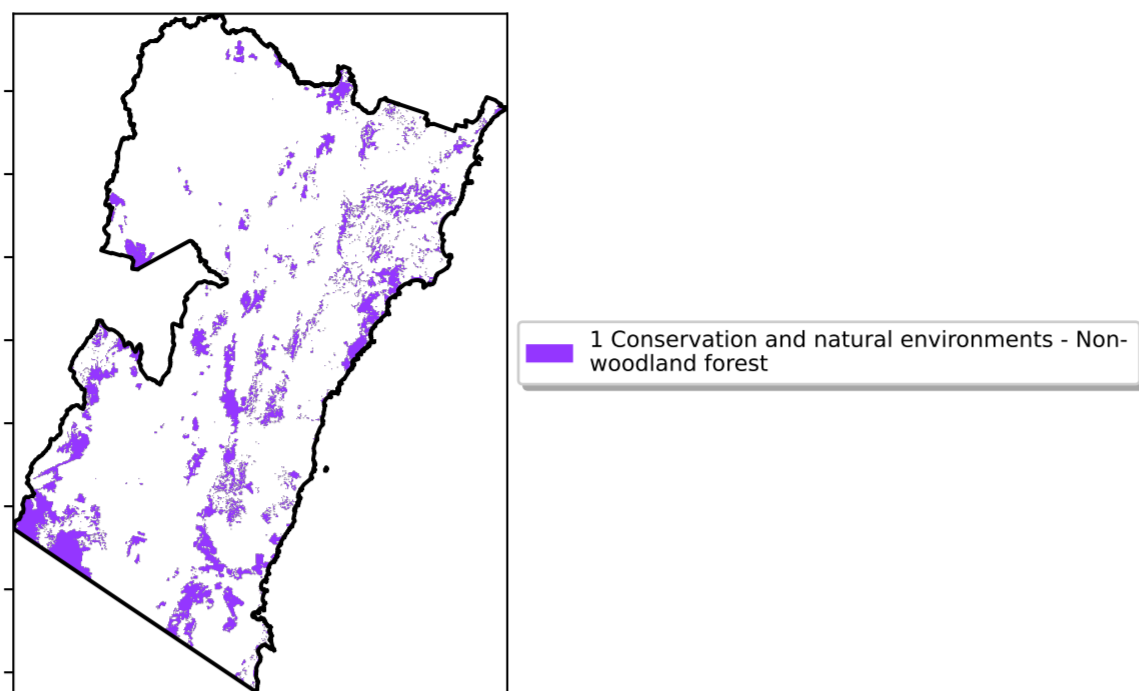 1 Conservation and natural environments - Non-
woodland forest